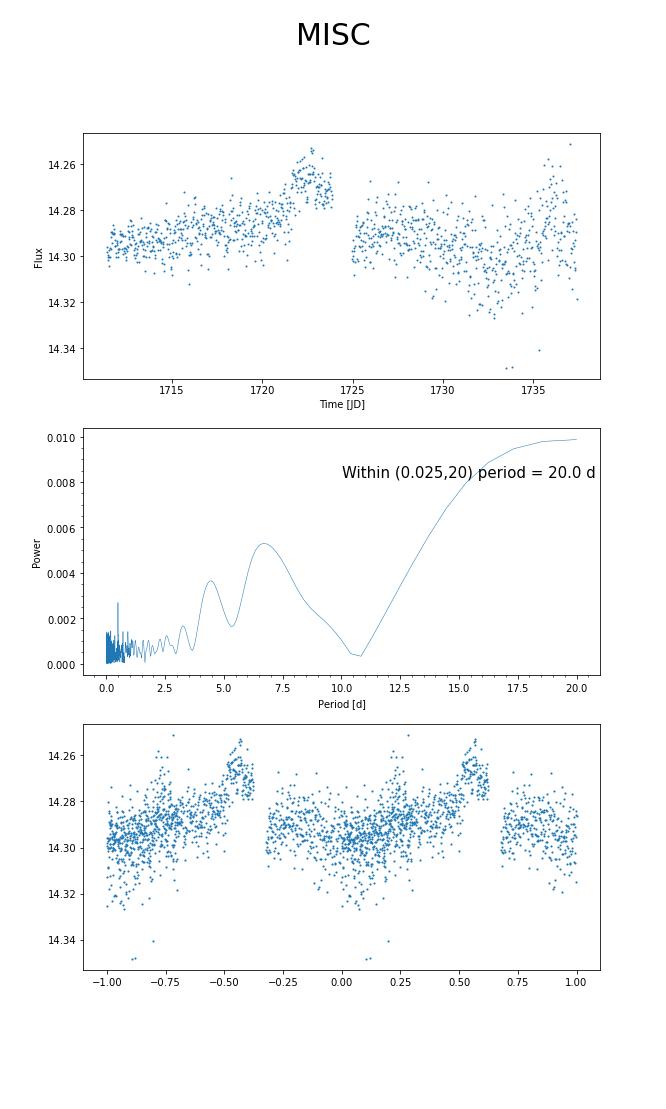 MISC
14.26
14.28
14.30
14.32
14.34
Flux
1715 1720 1725 1730 1735
Time [JD]
0.010
0.008
0.006
0.004
0.002
0.000
Power
Within (0.025,20) period = 20.0 d
0.0 2.5 5.0 7.5 10.0 12.5 15.0 17.5 20.0
Period [d]
14.26
14.28
14.30
14.32
14.34
−1.00 −0.75 −0.50 −0.25 0.00 0.25 0.50 0.75 1.00